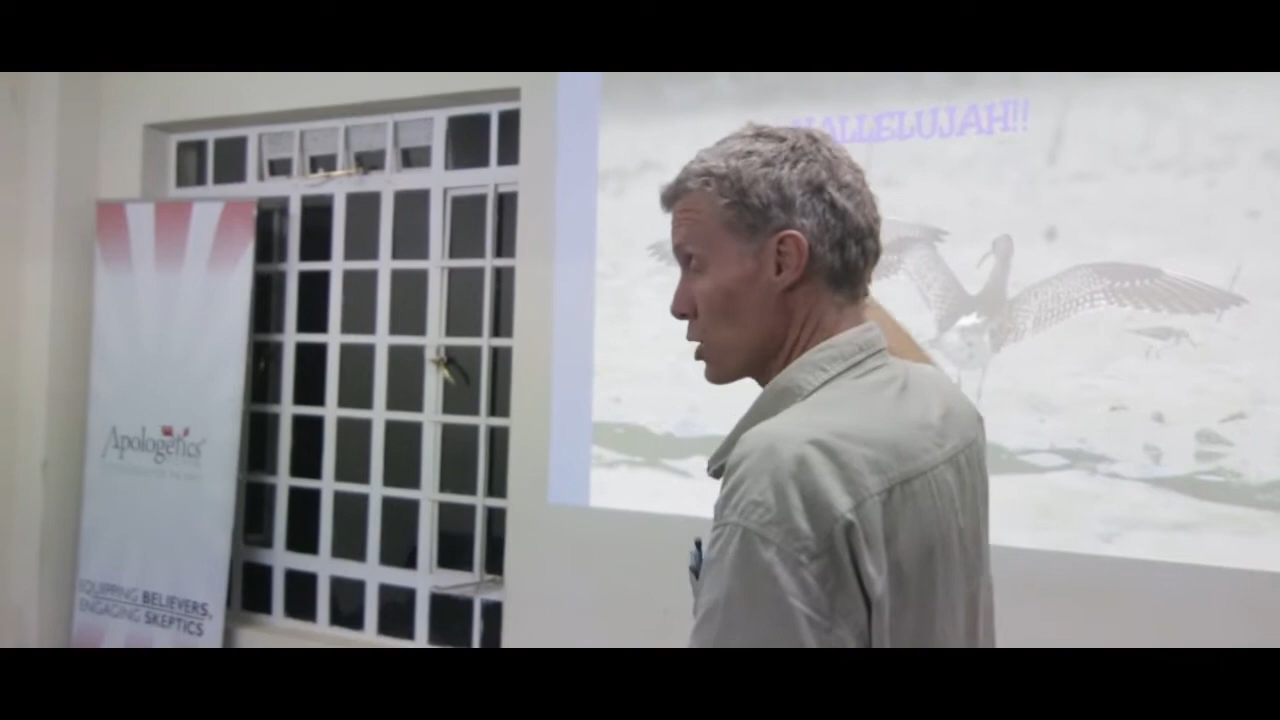 HALLELUJAH!!
Apologetics
EQUIPPING BELIEVERS,
ENGAGING SKEPTICS